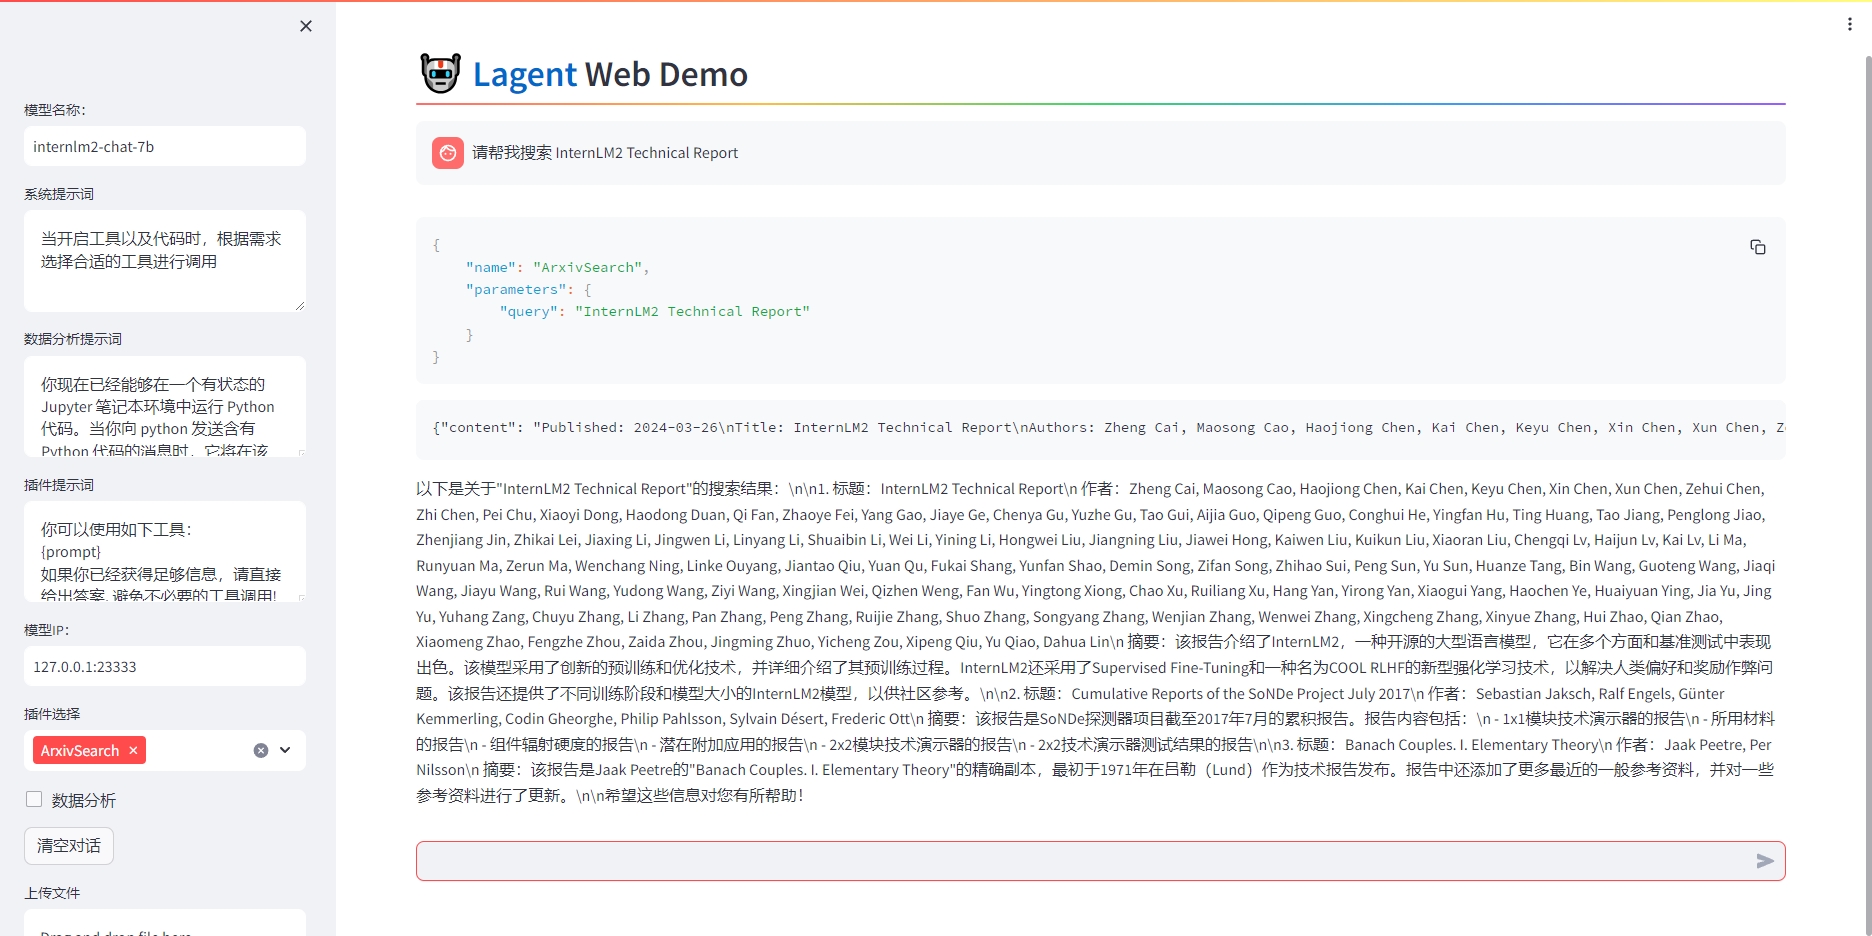 模型名称：
internlm2-chat-7b
系统提示词
当开启工具以及代码时，根据需求
选择合适的工具进行调用
数据分析提示词
你现在已经能够在一个有状态的
Jupyter 笔记本环境中运行 Python
代码。当你向 python 发送含有
Python 代码的消息时，它将在该
插件提示词
你可以使用如下工具：
{prompt}
如果你已经获得足够信息，请直接
给出答案. 避免不必要的工具调用!
模型IP：
127.0.0.1:23333
插件选择
ArxivSearch
数据分析
清空对话
上传文件
Drag and drop file here
Lagent Web Demo
请帮我搜索 InternLM2 Technical Report
{
"name": "ArxivSearch",
"parameters": {
"query": "InternLM2 Technical Report"
}
}
{"content": "Published: 2024-03-26\nTitle: InternLM2 Technical Report\nAuthors: Zheng Cai, Maosong Cao, Haojiong Chen, Kai Chen, Keyu Chen, Xin Chen, Xun Chen, Z
以下是关于"InternLM2 Technical Report"的搜索结果：\n\n1. 标题：InternLM2 Technical Report\n 作者：Zheng Cai, Maosong Cao, Haojiong Chen, Kai Chen, Keyu Chen, Xin Chen, Xun Chen, Zehui Chen,
Zhi Chen, Pei Chu, Xiaoyi Dong, Haodong Duan, Qi Fan, Zhaoye Fei, Yang Gao, Jiaye Ge, Chenya Gu, Yuzhe Gu, Tao Gui, Aijia Guo, Qipeng Guo, Conghui He, Yingfan Hu, Ting Huang, Tao Jiang, Penglong Jiao,
Zhenjiang Jin, Zhikai Lei, Jiaxing Li, Jingwen Li, Linyang Li, Shuaibin Li, Wei Li, Yining Li, Hongwei Liu, Jiangning Liu, Jiawei Hong, Kaiwen Liu, Kuikun Liu, Xiaoran Liu, Chengqi Lv, Haijun Lv, Kai Lv, Li Ma,
Runyuan Ma, Zerun Ma, Wenchang Ning, Linke Ouyang, Jiantao Qiu, Yuan Qu, Fukai Shang, Yunfan Shao, Demin Song, Zifan Song, Zhihao Sui, Peng Sun, Yu Sun, Huanze Tang, Bin Wang, Guoteng Wang, Jiaqi
Wang, Jiayu Wang, Rui Wang, Yudong Wang, Ziyi Wang, Xingjian Wei, Qizhen Weng, Fan Wu, Yingtong Xiong, Chao Xu, Ruiliang Xu, Hang Yan, Yirong Yan, Xiaogui Yang, Haochen Ye, Huaiyuan Ying, Jia Yu, Jing
Yu, Yuhang Zang, Chuyu Zhang, Li Zhang, Pan Zhang, Peng Zhang, Ruijie Zhang, Shuo Zhang, Songyang Zhang, Wenjian Zhang, Wenwei Zhang, Xingcheng Zhang, Xinyue Zhang, Hui Zhao, Qian Zhao,
Xiaomeng Zhao, Fengzhe Zhou, Zaida Zhou, Jingming Zhuo, Yicheng Zou, Xipeng Qiu, Yu Qiao, Dahua Lin\n 摘要：该报告介绍了InternLM2，一种开源的大型语言模型，它在多个方面和基准测试中表现
出色。该模型采用了创新的预训练和优化技术，并详细介绍了其预训练过程。InternLM2还采用了Supervised Fine-Tuning和一种名为COOL RLHF的新型强化学习技术，以解决人类偏好和奖励作弊问
题。该报告还提供了不同训练阶段和模型大小的InternLM2模型，以供社区参考。\n\n2. 标题：Cumulative Reports of the SoNDe Project July 2017\n 作者：Sebastian Jaksch, Ralf Engels, Günter
Kemmerling, Codin Gheorghe, Philip Pahlsson, Sylvain Désert, Frederic Ott\n 摘要：该报告是SoNDe探测器项目截至2017年7月的累积报告。报告内容包括：\n - 1x1模块技术演示器的报告\n - 所用材料
的报告\n - 组件辐射硬度的报告\n - 潜在附加应用的报告\n - 2x2模块技术演示器的报告\n - 2x2技术演示器测试结果的报告\n\n3. 标题：Banach Couples. I. Elementary Theory\n 作者：Jaak Peetre, Per
Nilsson\n 摘要：该报告是Jaak Peetre的"Banach Couples. I. Elementary Theory"的精确副本，最初于1971年在吕勒（Lund）作为技术报告发布。报告中还添加了更多最近的一般参考资料，并对一些
参考资料进行了更新。\n\n希望这些信息对您有所帮助！